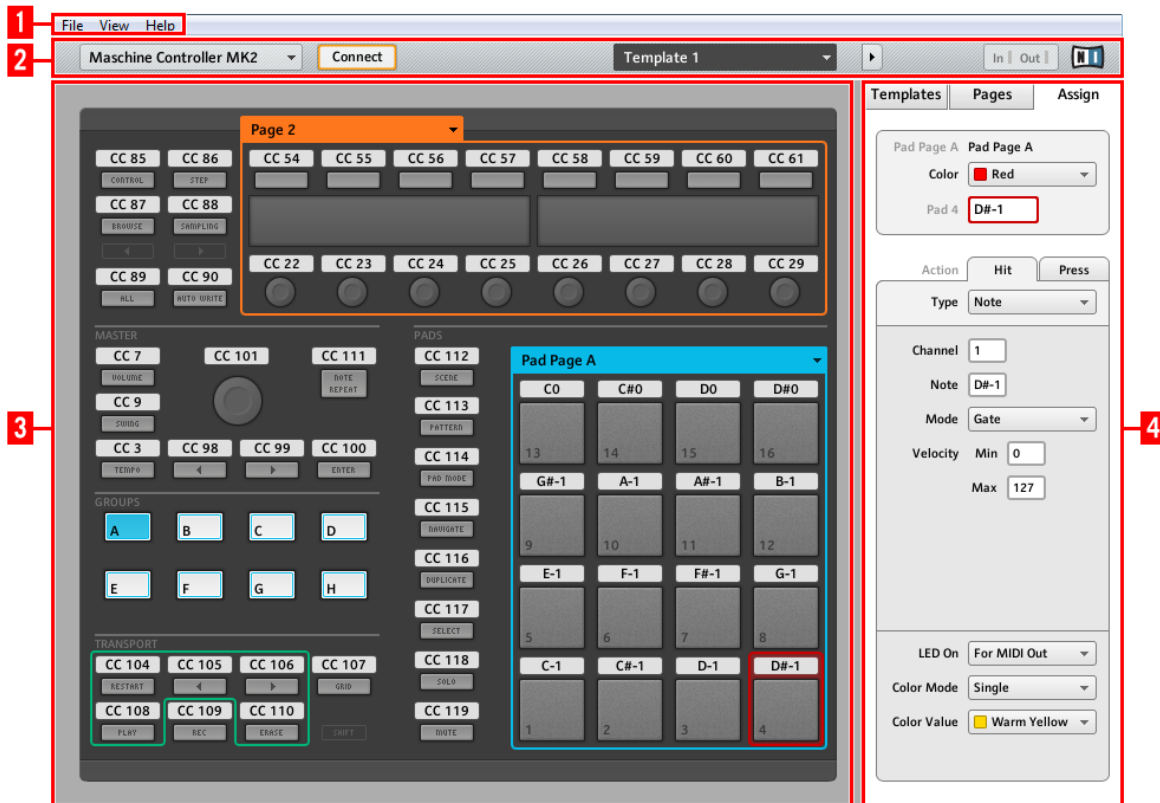 1
File View Help
2
Maschine Controller MK2 Connect Template 1 In Out NI
3
4
Templates Pages Assign
Page 2
CC 85 CC 86 CC 54 CC 55 CC 56 CC 57 CC 58 CC 59 CC 60 CC 61
CONTROL STEP
CC 87 CC 88
BROWSE SAMPLING
CC 89 CC 90 CC 22 CC 23 CC 24 CC 25 CC 26 CC 27 CC 28 CC 29
ALL AUTO WRITE
MASTER
CC 7 CC 101 CC 111
VOLUME NOTE REPEAT
CC 9
SWING
CC 3 CC 98 CC 99 CC 100
TEMPO ENTER
GROUPS
A B C D
E F G H
TRANSPORT
CC 104 CC 105 CC 106 CC 107
RESTART GRID
CC 108 CC 109 CC 110
PLAY REC ERASE SHIFT
PADS
CC 112
SCENE
CC 113
PATTERN
CC 114
PAD MODE
CC 115
NAVIGATE
CC 116
DUPLICATE
CC 117
SELECT
CC 118
SOLO
CC 119
MUTE
Pad Page A
C0 C#0 D0 D#0
13 14 15 16
G#-1 A-1 A#-1 B-1
9 10 11 12
E-1 F-1 F#-1 G-1
5 6 7 8
C-1 C#-1 D-1 D#-1
1 2 3 4
Pad Page A Pad Page A
Color Red
Pad 4 D#-1
Action Hit Press
Type Note
Channel 1
Note D#-1
Mode Gate
Velocity Min 0
Max 127
LED On For MIDI Out
Color Mode Single
Color Value Warm Yellow